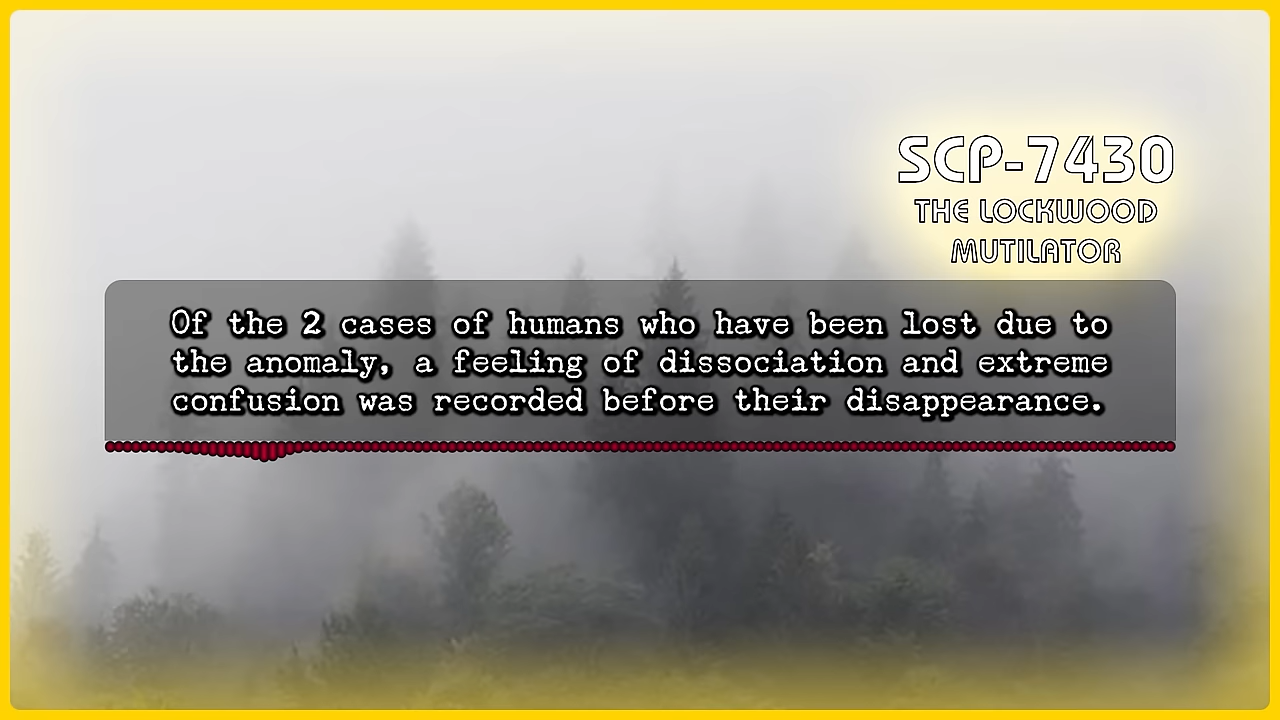 SCP-7430
THE LOCKWOOD
MUTILATOR
Of the 2 cases of humans who have been lost due to
the anomaly, a feeling of dissociation and extreme
confusion was recorded before their disappearance.